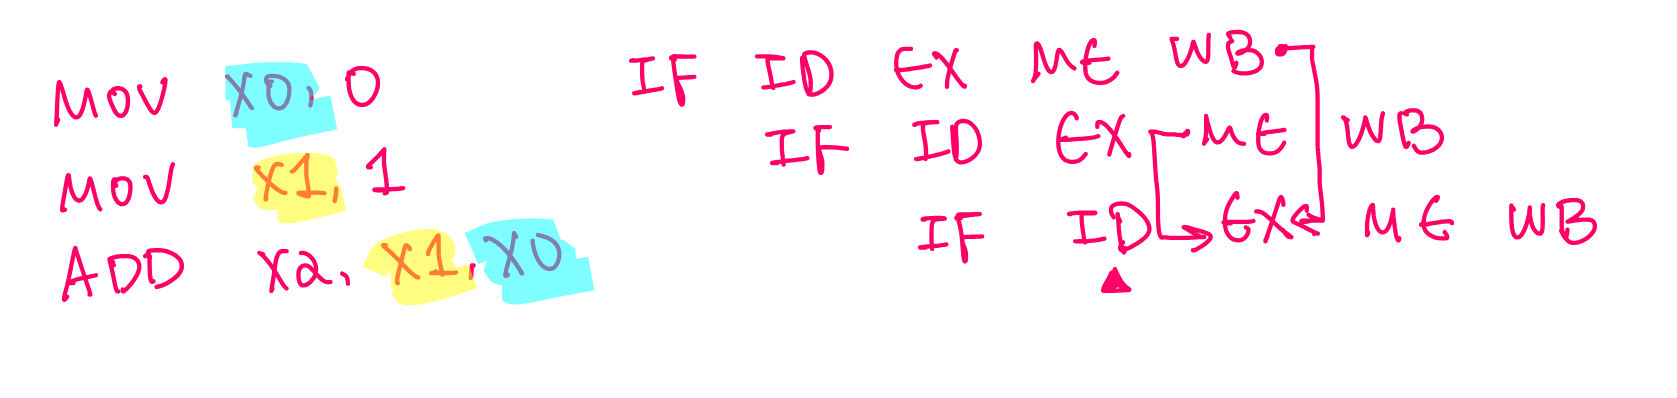 MOV X0, 0 IF ID EX ME WB
MOV X1, 1 IF ID EX ME WB
ADD X2, X1, X0 IF ID EX ME WB